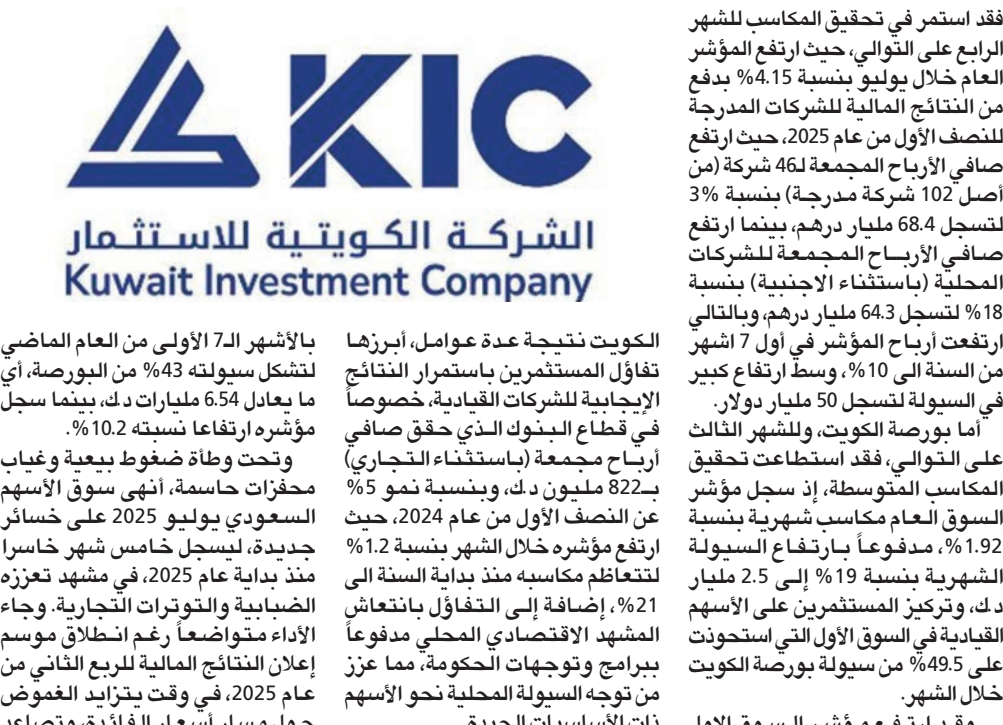 فقد استمر في تحقيق المكاسب للشهر
الرابع على التوالي، حيث ارتفع المؤشر
العام خلال يوليو بنسبة 4.15% بدفع
من النتائج المالية للشركات المدرجة
للنصف الأول من عام 2025، حيث ارتفع
صافي الأرباح المجمعة لـ46 شركة (من
أصل 102 شركة مدرجة) بنسبة 3%
لتسجل 68.4 مليار درهم، بينما ارتفع
صافي الأرباح المجمعة للشركات
المحلية (باستثناء الاجنبية) بنسبة
18% لتسجل 64.3 مليار درهم، وبالتالي
ارتفعت أرباح المؤشر في أول 7 اشهر
من السنة الى 10%، وسط ارتفاع كبير
في السيولة لتسجل 50 مليار دولار.
أما بورصة الكويت، وللشهر الثالث
على التوالي، فقد استطاعت تحقيق
المكاسب المتوسطة، إذ سجل مؤشر
السوق العام مكاسب شهرية بنسبة
1.92%، مدفوعاً بارتفاع السيولة
الشهرية بنسبة 19% إلى 2.5 مليار
د.ك، وتركيز المستثمرين على الأسهم
القيادية في السوق الأول التي استحوذت
على 49.5% من سيولة بورصة الكويت
خلال الشهر.
وقد ارتفع مؤشر السوق الاول
KIC
الشركة الكويتية للاستثمار
Kuwait Investment Company
الكويت نتيجة عدة عوامل، أبرزها
تفاؤل المستثمرين باستمرار النتائج
الإيجابية للشركات القيادية، خصوصاً
في قطاع البنوك الذي حقق صافي
أرباح مجمعة (باستثناء التجاري)
بـ822 مليون د.ك، وبنسبة نمو 5%
عن النصف الأول من عام 2024، حيث
ارتفع مؤشره خلال الشهر بنسبة 1.2%
لتتعاظم مكاسبه منذ بداية السنة الى
21%، إضافة إلى التفاؤل بانتعاش
المشهد الاقتصادي المحلي مدفوعاً
ببرامج وتوجهات الحكومة، مما عزز
من توجه السيولة المحلية نحو الأسهم
ذات الأساسيات الجيدة.
بالأشهر الـ7 الأولى من العام الماضي
لتشكل سيولته 43% من البورصة، أي
ما يعادل 6.54 مليارات د.ك، بينما سجل
مؤشره ارتفاعا نسبته 10.2%.
وتحت وطأة ضغوط بيعية وغياب
محفزات حاسمة، أنهى سوق الأسهم
السعودي يوليو 2025 على خسائر
جديدة، ليسجل خامس شهر خاسرا
منذ بداية عام 2025، في مشهد تعززه
الضبابية والتوترات التجارية. وجاء
الأداء متواضعاً رغم انطلاق موسم
إعلان النتائج المالية للربع الثاني من
عام 2025، في وقت يتزايد الغموض
حول مسار أسعار الفائدة، وتصاعد